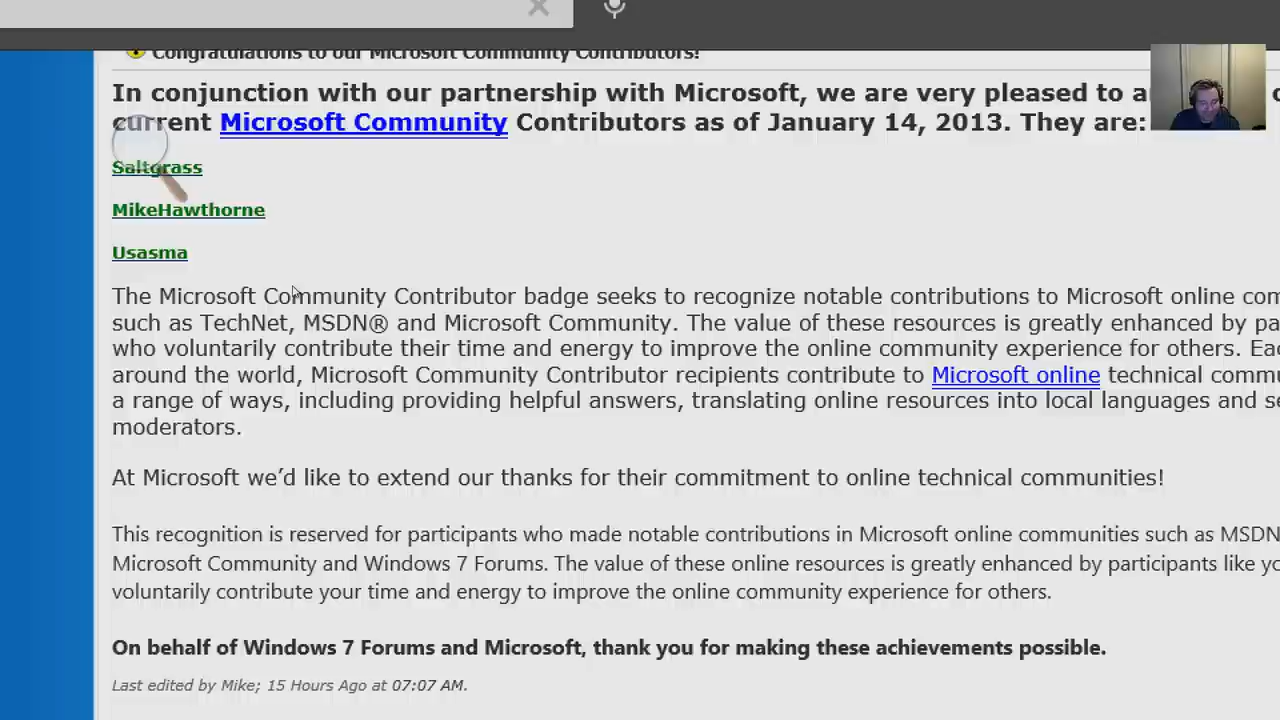 Congratulations to our Microsoft Community Contributors!
In conjunction with our partnership with Microsoft, we are very pleased to
current Microsoft Community Contributors as of January 14, 2013. They are:
Saltgrass
MikeHawthorne
Usasma
The Microsoft Community Contributor badge seeks to recognize notable contributions to Microsoft online
such as TechNet, MSDN® and Microsoft Community. The value of these resources is greatly enhanced by
who voluntarily contribute their time and energy to improve the online community experience for others.
around the world, Microsoft Community Contributor recipients contribute to Microsoft online technical
a range of ways, including providing helpful answers, translating online resources into local languages and
moderators.
At Microsoft we’d like to extend our thanks for their commitment to online technical communities!
This recognition is reserved for participants who made notable contributions in Microsoft online communities such as MSDN
Microsoft Community and Windows 7 Forums. The value of these online resources is greatly enhanced by participants like
voluntarily contribute your time and energy to improve the online community experience for others.
On behalf of Windows 7 Forums and Microsoft, thank you for making these achievements possible.
Last edited by Mike; 15 Hours Ago at 07:07 AM.